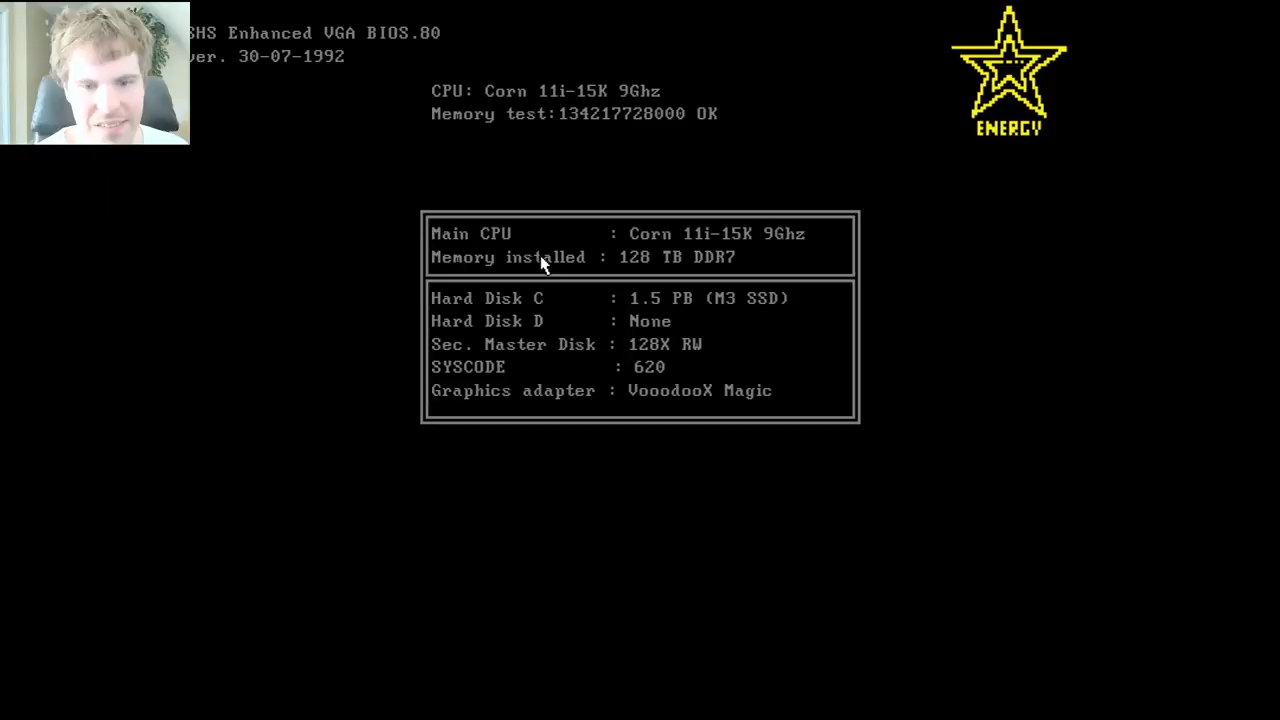 SHS Enhanced VGA BIOS.80
ver. 30-07-1992
ENERGY
CPU: Corn 11i-15K 9Ghz
Memory test:134217728000 OK
Main CPU : Corn 11i-15K 9Ghz
Memory installed : 128 TB DDR7
Hard Disk C : 1.5 PB (M3 SSD)
Hard Disk D : None
Sec. Master Disk : 128X RW
SYSCODE : 620
Graphics adapter : VooodooX Magic